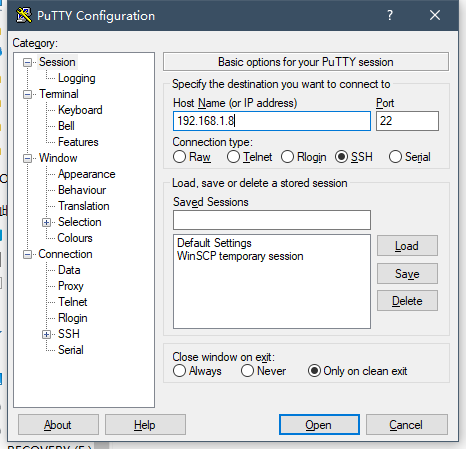 PuTTY Configuration
?
Category:
Session
Logging
Terminal
Keyboard
Bell
Features
Window
Appearance
Behaviour
Translation
Selection
Colours
Connection
Data
Proxy
Telnet
Rlogin
SSH
Serial
Basic options for your PuTTY session
Specify the destination you want to connect to
Host Name (or IP address) Port
192.168.1.8 22
Connection type:
Raw Telnet Rlogin SSH Serial
Load, save or delete a stored session
Saved Sessions
Default Settings
WinSCP temporary session
Load
Save
Delete
Close window on exit:
Always Never Only on clean exit
About Help Open Cancel
RECOVERY (E:)